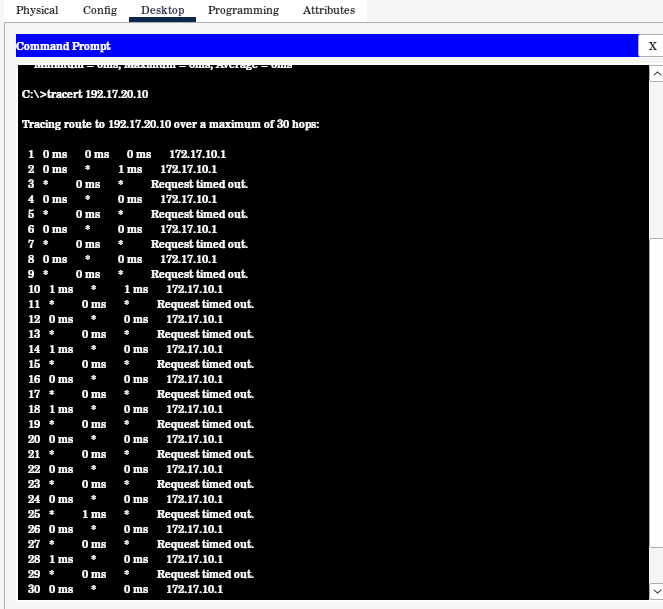 Physical Config Desktop Programming Attributes
Command Prompt X
Minimum = 0ms, Maximum = 0ms, Average = 0ms
C:\>tracert 192.17.20.10
Tracing route to 192.17.20.10 over a maximum of 30 hops:
1 0 ms 0 ms 0 ms 172.17.10.1
2 0 ms * 1 ms 172.17.10.1
3 * 0 ms * Request timed out.
4 0 ms * 0 ms 172.17.10.1
5 * 0 ms * Request timed out.
6 0 ms * 0 ms 172.17.10.1
7 * 0 ms * Request timed out.
8 0 ms * 0 ms 172.17.10.1
9 * 0 ms * Request timed out.
10 1 ms * 1 ms 172.17.10.1
11 * 0 ms * Request timed out.
12 0 ms * 0 ms 172.17.10.1
13 * 0 ms * Request timed out.
14 1 ms * 0 ms 172.17.10.1
15 * 0 ms * Request timed out.
16 0 ms * 0 ms 172.17.10.1
17 * 0 ms * Request timed out.
18 1 ms * 0 ms 172.17.10.1
19 * 0 ms * Request timed out.
20 0 ms * 0 ms 172.17.10.1
21 * 0 ms * Request timed out.
22 0 ms * 0 ms 172.17.10.1
23 * 0 ms * Request timed out.
24 0 ms * 0 ms 172.17.10.1
25 * 1 ms * Request timed out.
26 0 ms * 0 ms 172.17.10.1
27 * 0 ms * Request timed out.
28 1 ms * 0 ms 172.17.10.1
29 * 0 ms * Request timed out.
30 0 ms * 0 ms 172.17.10.1